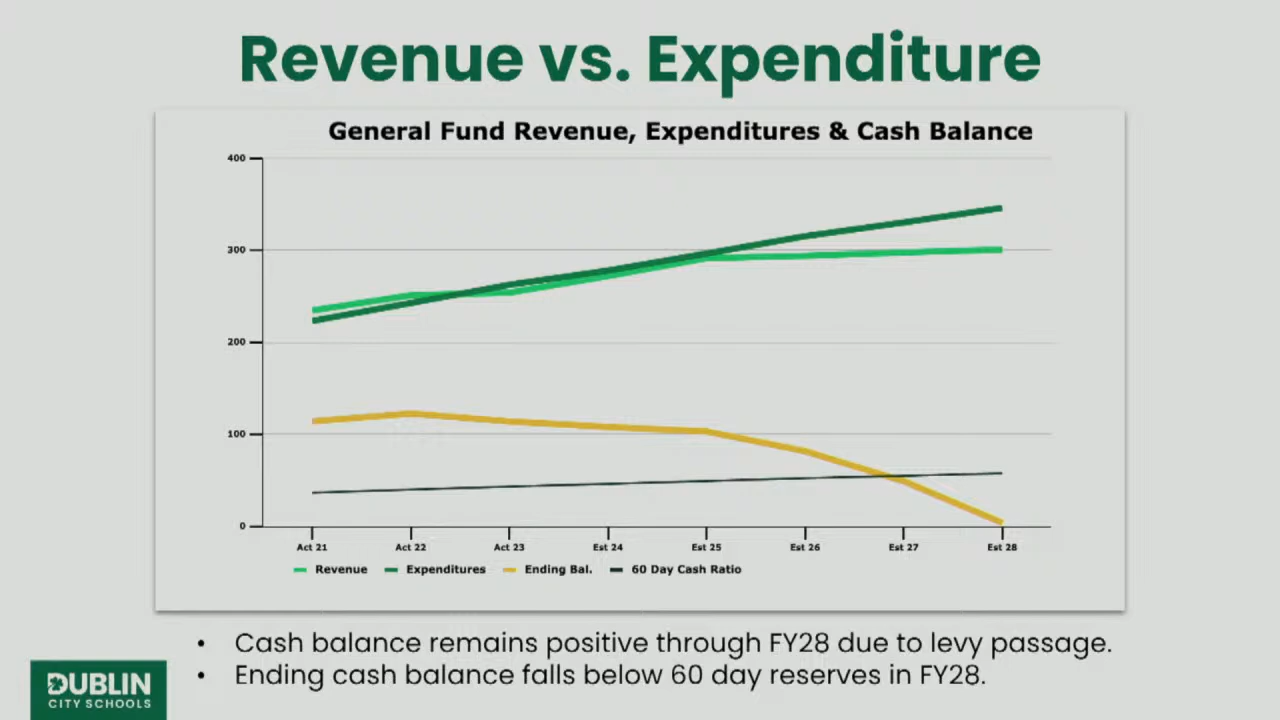 Revenue vs. Expenditure
General Fund Revenue, Expenditures & Cash Balance
400
300
200
100
0
Act 21 Act 22 Act 23 Est 24 Est 25 Est 26 Est 27 Est 28
Revenue Expenditures Ending Bal. 60 Day Cash Ratio
• Cash balance remains positive through FY28 due to levy passage.
• Ending cash balance falls below 60 day reserves in FY28.
DUBLIN
CITY SCHOOLS